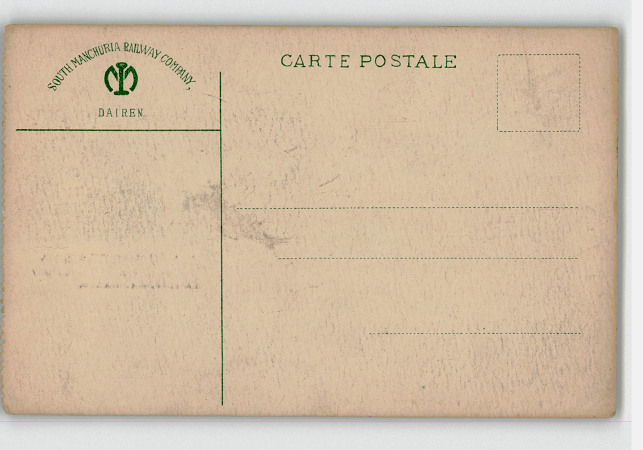 SOUTH MANCHURIA RAILWAY COMPANY,
DAIREN
CARTE POSTALE